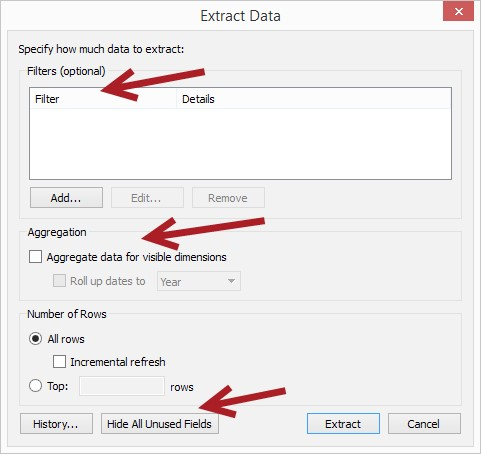 Extract Data
Specify how much data to extract:
Filters (optional)
Filter Details
Add... Edit... Remove
Aggregation
Aggregate data for visible dimensions
Roll up dates to Year
Number of Rows
All rows
Incremental refresh
Top: rows
History... Hide All Unused Fields Extract Cancel